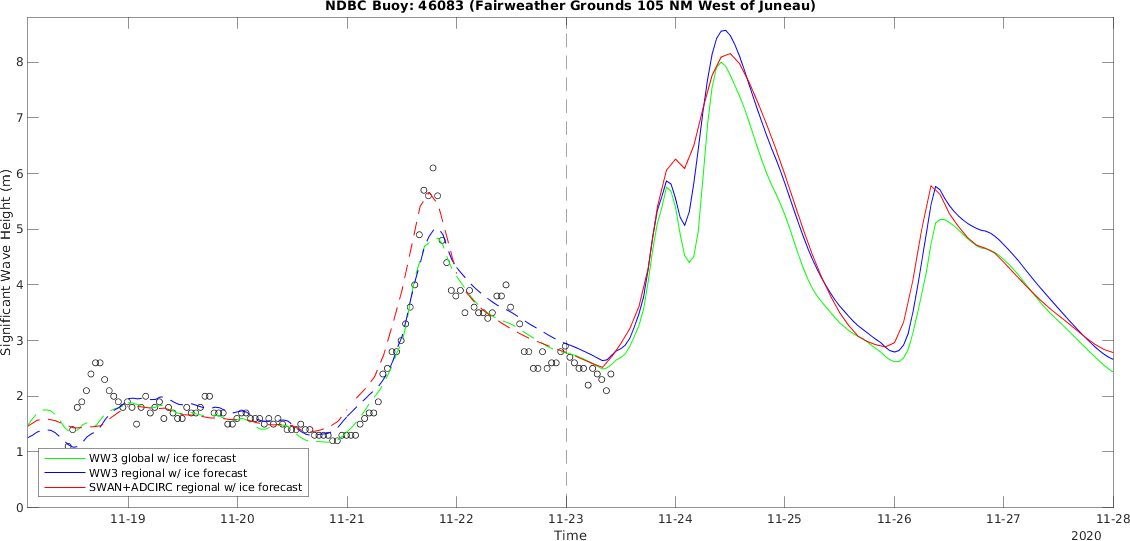 NDBC Buoy: 46083 (Fairweather Grounds 105 NM West of Juneau)
Significant Wave Height (m)
8
7
6
5
4
3
2
1
0
WW3 global w/ ice forecast
WW3 regional w/ ice forecast
SWAN+ADCIRC regional w/ ice forecast
11-19 11-20 11-21 11-22 11-23 11-24 11-25 11-26 11-27 11-28
Time
2020